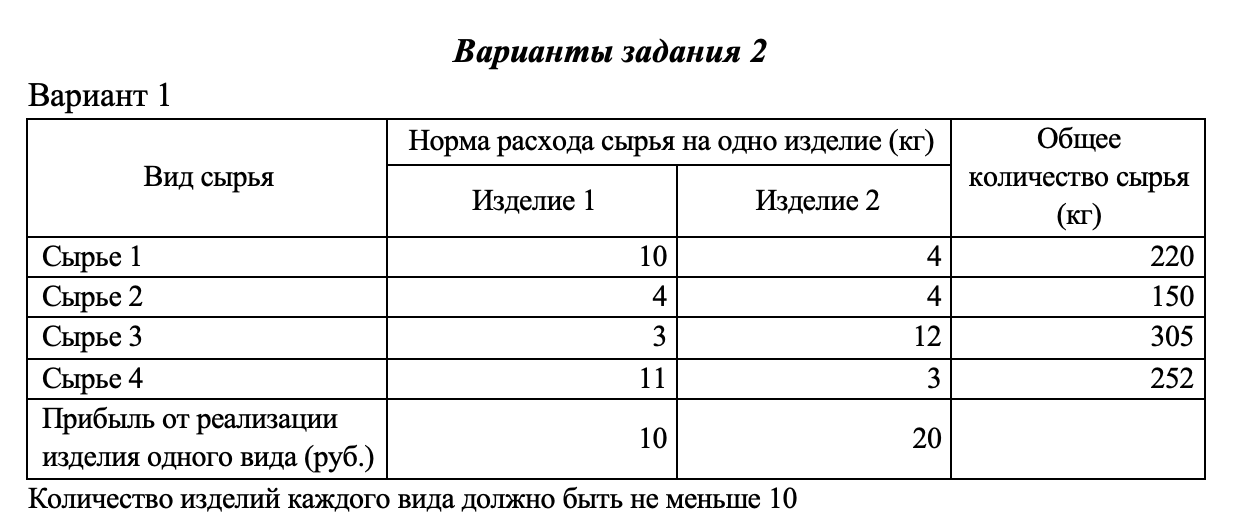 Варианты задания 2
Вариант 1
Вид сырья
Норма расхода сырья на одно изделие (кг)
Общее
количество сырья
(кг)
Изделие 1 Изделие 2
Сырье 1 10 4 220
Сырье 2 4 4 150
Сырье 3 3 12 305
Сырье 4 11 3 252
Прибыль от реализации
изделия одного вида (руб.) 10 20
Количество изделий каждого вида должно быть не меньше 10